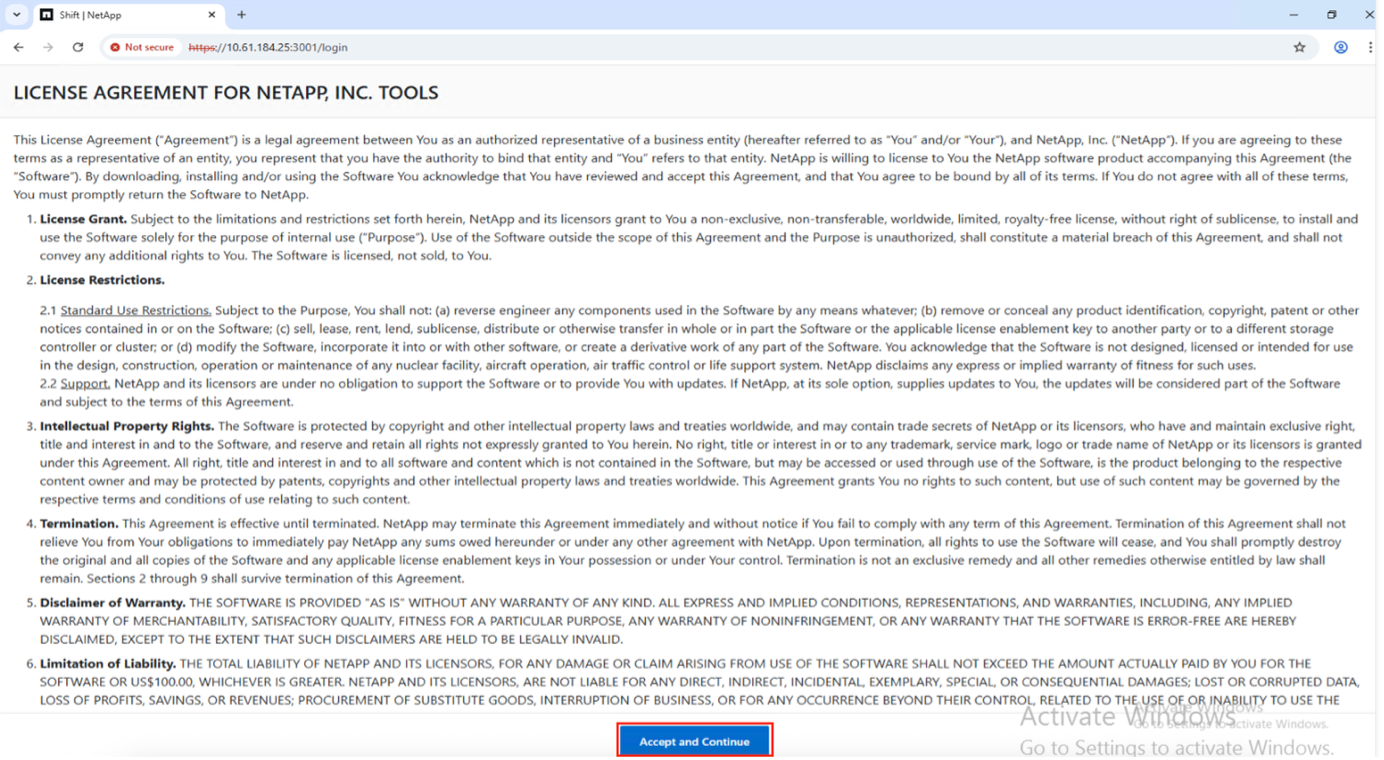 Shift | NetApp
Not secure https://10.61.184.25:3001/login
LICENSE AGREEMENT FOR NETAPP, INC. TOOLS
This License Agreement ("Agreement") is a legal agreement between You as an authorized representative of a business entity (hereafter referred to as "You" and/or "Your"), and NetApp, Inc. ("NetApp"). If you are agreeing to these
terms as a representative of an entity, you represent that you have the authority to bind that entity and "You" refers to that entity. NetApp is willing to license to You the NetApp software product accompanying this Agreement (the
"Software"). By downloading, installing and/or using the Software You acknowledge that You have reviewed and accept this Agreement, and that You agree to be bound by all of its terms. If You do not agree with all of these terms,
You must promptly return the Software to NetApp.
1. License Grant. Subject to the limitations and restrictions set forth herein, NetApp and its licensors grant to You a non-exclusive, non-transferable, worldwide, limited, royalty-free license, without right of sublicense, to install and
use the Software solely for the purpose of internal use ("Purpose"). Use of the Software outside the scope of this Agreement and the Purpose is unauthorized, shall constitute a material breach of this Agreement, and shall not
convey any additional rights to You. The Software is licensed, not sold, to You.
2. License Restrictions.
2.1 Standard Use Restrictions. Subject to the Purpose, You shall not: (a) reverse engineer any components used in the Software by any means whatever; (b) remove or conceal any product identification, copyright, patent or other
notices contained in or on the Software; (c) sell, lease, rent, lend, sublicense, distribute or otherwise transfer in whole or in part the Software or the applicable license enablement key to another party or to a different storage
controller or cluster; or (d) modify the Software, incorporate it into or with other software, or create a derivative work of any part of the Software. You acknowledge that the Software is not designed, licensed or intended for use
in the design, construction, operation or maintenance of any nuclear facility, aircraft operation, air traffic control or life support system. NetApp disclaims any express or implied warranty of fitness for such uses.
2.2 Support. NetApp and its licensors are under no obligation to support the Software or to provide You with updates. If NetApp, at its sole option, supplies updates to You, the updates will be considered part of the Software
and subject to the terms of this Agreement.
3. Intellectual Property Rights. The Software is protected by copyright and other intellectual property laws and treaties worldwide, and may contain trade secrets of NetApp or its licensors, who have and maintain exclusive right,
title and interest in and to the Software, and reserve and retain all rights not expressly granted to You herein. No right, title or interest in or to any trademark, service mark, logo or trade name of NetApp or its licensors is granted
under this Agreement. All right, title and interest in and to all software and content which is not contained in the Software, but may be accessed or used through use of the Software, is the product belonging to the respective
content owner and may be protected by patents, copyrights and other intellectual property laws and treaties worldwide. This Agreement grants You no rights to such content, but use of such content may be governed by the
respective terms and conditions of use relating to such content.
4. Termination. This Agreement is effective until terminated. NetApp may terminate this Agreement immediately and without notice if You fail to comply with any term of this Agreement. Termination of this Agreement shall not
relieve You from Your obligations to immediately pay NetApp any sums owed hereunder or under any other agreement with NetApp. Upon termination, all rights to use the Software will cease, and You shall promptly destroy
the original and all copies of the Software and any applicable license enablement keys in Your possession or under Your control. Termination is not an exclusive remedy and all other remedies otherwise entitled by law shall
remain. Sections 2 through 9 shall survive termination of this Agreement.
5. Disclaimer of Warranty. THE SOFTWARE IS PROVIDED "AS IS" WITHOUT ANY WARRANTY OF ANY KIND. ALL EXPRESS AND IMPLIED CONDITIONS, REPRESENTATIONS, AND WARRANTIES, INCLUDING, ANY IMPLIED
WARRANTY OF MERCHANTABILITY, SATISFACTORY QUALITY, FITNESS FOR A PARTICULAR PURPOSE, ANY WARRANTY OF NONINFRINGEMENT, OR ANY WARRANTY THAT THE SOFTWARE IS ERROR-FREE ARE HEREBY
DISCLAIMED, EXCEPT TO THE EXTENT THAT SUCH DISCLAIMERS ARE HELD TO BE LEGALLY INVALID.
6. Limitation of Liability. THE TOTAL LIABILITY OF NETAPP AND ITS LICENSORS, FOR ANY DAMAGE OR CLAIM ARISING FROM USE OF THE SOFTWARE SHALL NOT EXCEED THE AMOUNT ACTUALLY PAID BY YOU FOR THE
SOFTWARE OR US$100.00, WHICHEVER IS GREATER. NETAPP AND ITS LICENSORS, ARE NOT LIABLE FOR ANY DIRECT, INDIRECT, INCIDENTAL, EXEMPLARY, SPECIAL, OR CONSEQUENTIAL DAMAGES; LOST OR CORRUPTED DATA,
LOSS OF PROFITS, SAVINGS, OR REVENUES; PROCUREMENT OF SUBSTITUTE GOODS, INTERRUPTION OF BUSINESS, OR FOR ANY OCCURRENCE BEYOND THEIR CONTROL, RELATED TO THE USE OF OR INABILITY TO USE THE
Activate Windows
Activate Windows
Go to Settings to activate Windows.
Accept and Continue
Go to Settings to activate Windows.